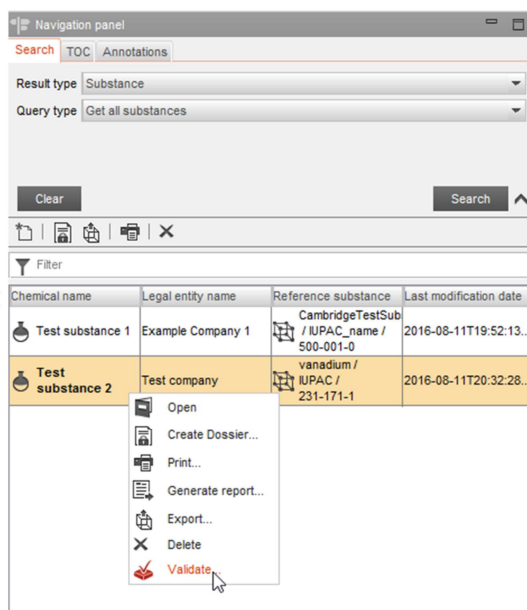 Navigation panel
Search TOC Annotations
Result type Substance
Query type Get all substances
Clear Search
Filter
Chemical name Legal entity name Reference substance Last modification date
Test substance 1 Example Company 1 CambridgeTestSub / IUPAC_name / 500-001-0 2016-08-11T19:52:13..
Test substance 2 Test company vanadium / IUPAC / 231-171-1 2016-08-11T20:32:28..
Open
Create Dossier...
Print...
Generate report...
Export...
Delete
Validate...